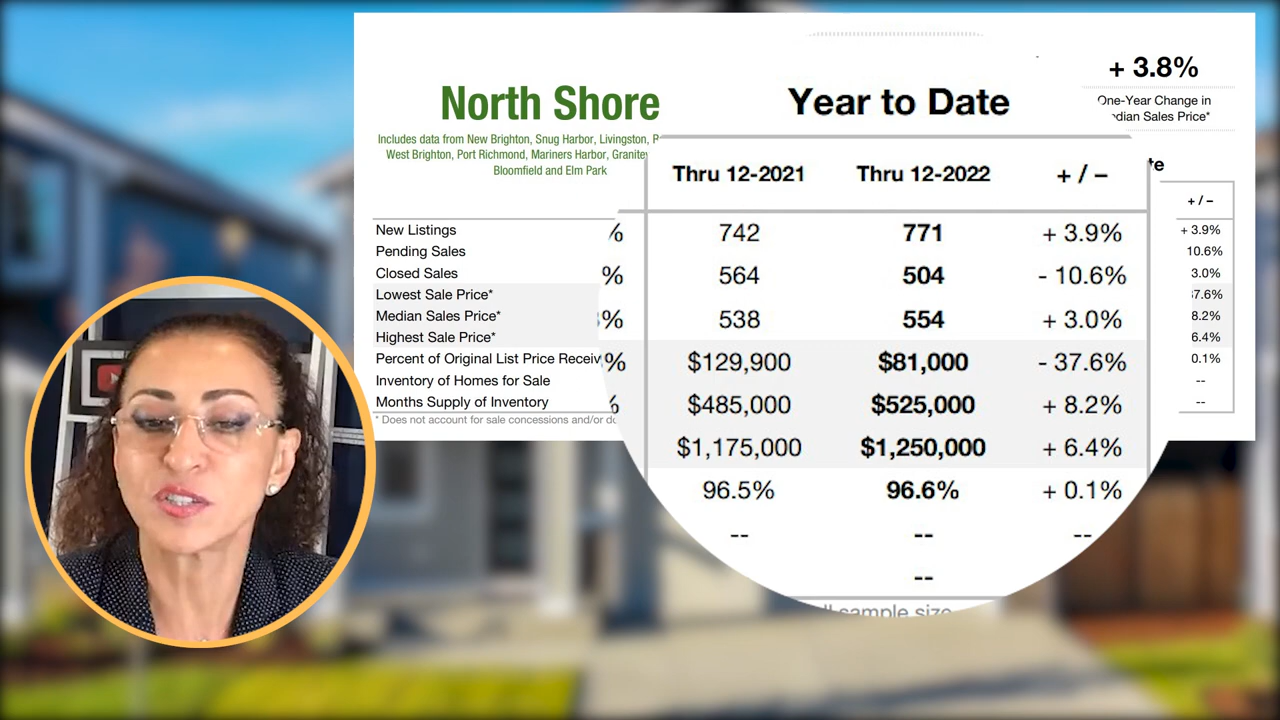 North Shore
Includes data from New Brighton, Snug Harbor, Livingston,
West Brighton, Port Richmond, Mariners Harbor,
Bloomfield and Elm Park
+ 3.8%
One-Year Change in
Median Sales Price*
Year to Date
Thru 12-2021 Thru 12-2022 + / –
+ / –
New Listings % 742 771 + 3.9% + 3.9%
Pending Sales % 564 504 - 10.6% 10.6%
Closed Sales % 538 554 + 3.0% 3.0%
Lowest Sale Price* % $129,900 $81,000 - 37.6% 7.6%
Median Sales Price* $485,000 $525,000 + 8.2% 8.2%
Highest Sale Price* % $1,175,000 $1,250,000 + 6.4% 6.4%
Percent of Original List Price 96.5% 96.6% + 0.1% 0.1%
Inventory of Homes for Sale -- -- -- --
Months Supply of Inventory -- --
* Does not account for sale concessions and/or
sample size